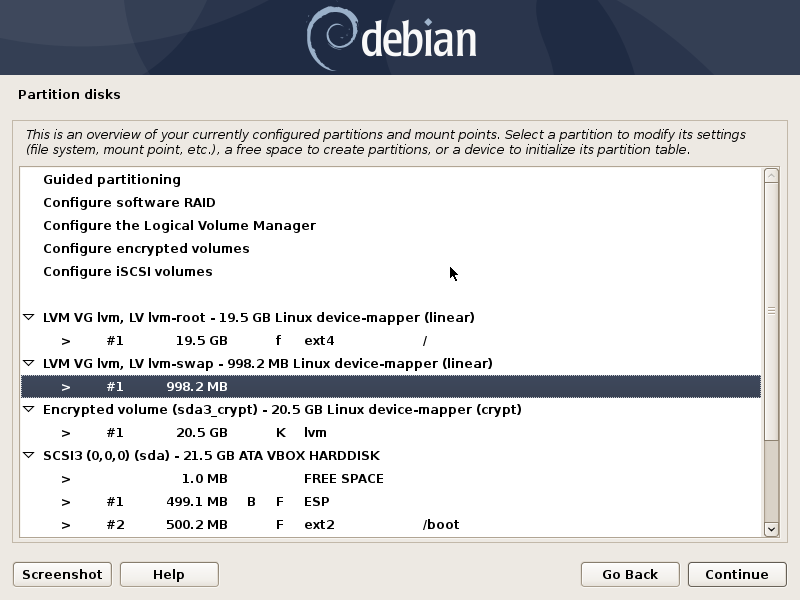 debian
Partition disks
This is an overview of your currently configured partitions and mount points. Select a partition to modify its settings
(file system, mount point, etc.), a free space to create partitions, or a device to initialize its partition table.
Guided partitioning
Configure software RAID
Configure the Logical Volume Manager
Configure encrypted volumes
Configure iSCSI volumes
LVM VG lvm, LV lvm-root - 19.5 GB Linux device-mapper (linear)
> #1 19.5 GB f ext4 /
LVM VG lvm, LV lvm-swap - 998.2 MB Linux device-mapper (linear)
> #1 998.2 MB
Encrypted volume (sda3_crypt) - 20.5 GB Linux device-mapper (crypt)
> #1 20.5 GB K lvm
SCSI3 (0,0,0) (sda) - 21.5 GB ATA VBOX HARDDISK
> 1.0 MB FREE SPACE
> #1 499.1 MB B F ESP
> #2 500.2 MB F ext2 /boot
Screenshot Help Go Back Continue